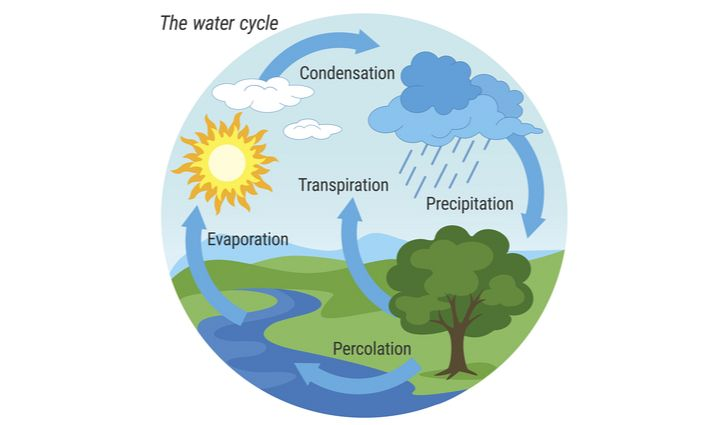 The water cycle
Condensation
Transpiration
Precipitation
Evaporation
Percolation